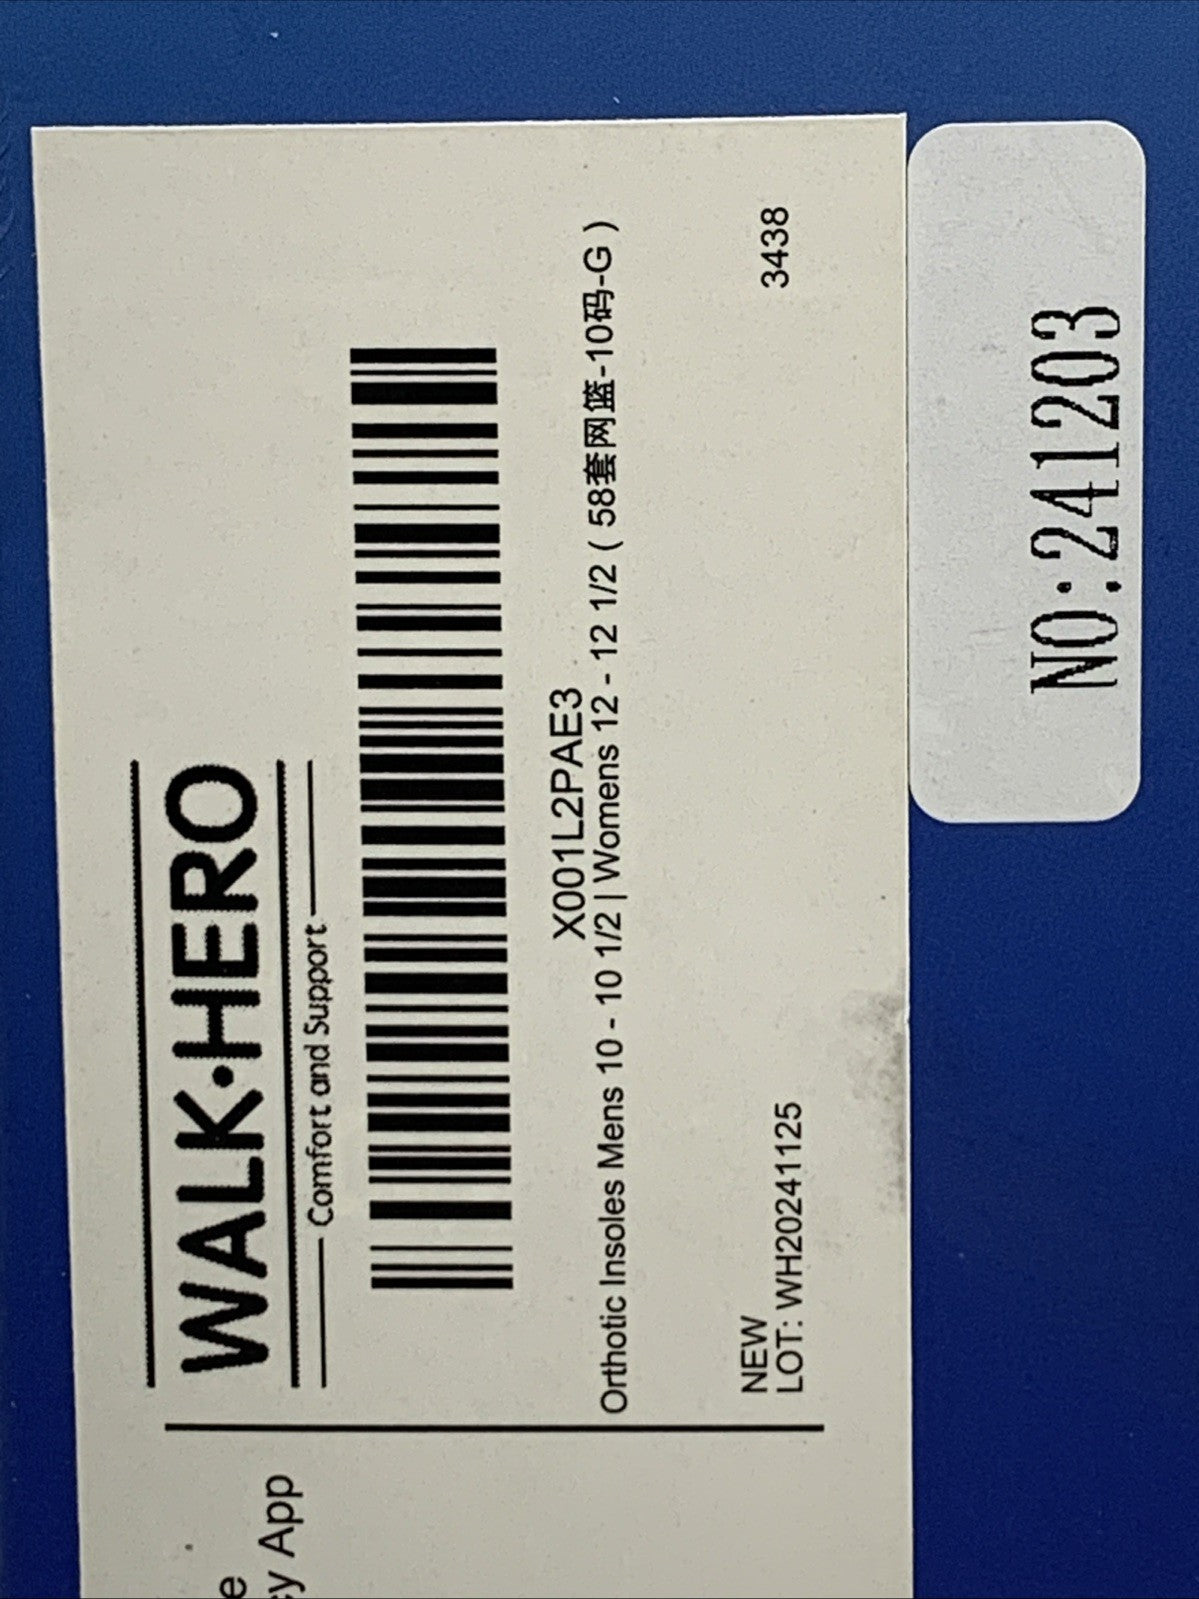 WALK·HERO
Comfort and Support
X001L2PAE3
Orthotic Insoles Mens 10 - 10 1/2 | Womens 12 - 12 1/2 ( 58套网篮-10码-G )
NEW
LOT: WH20241125
3438
NO:241203
App